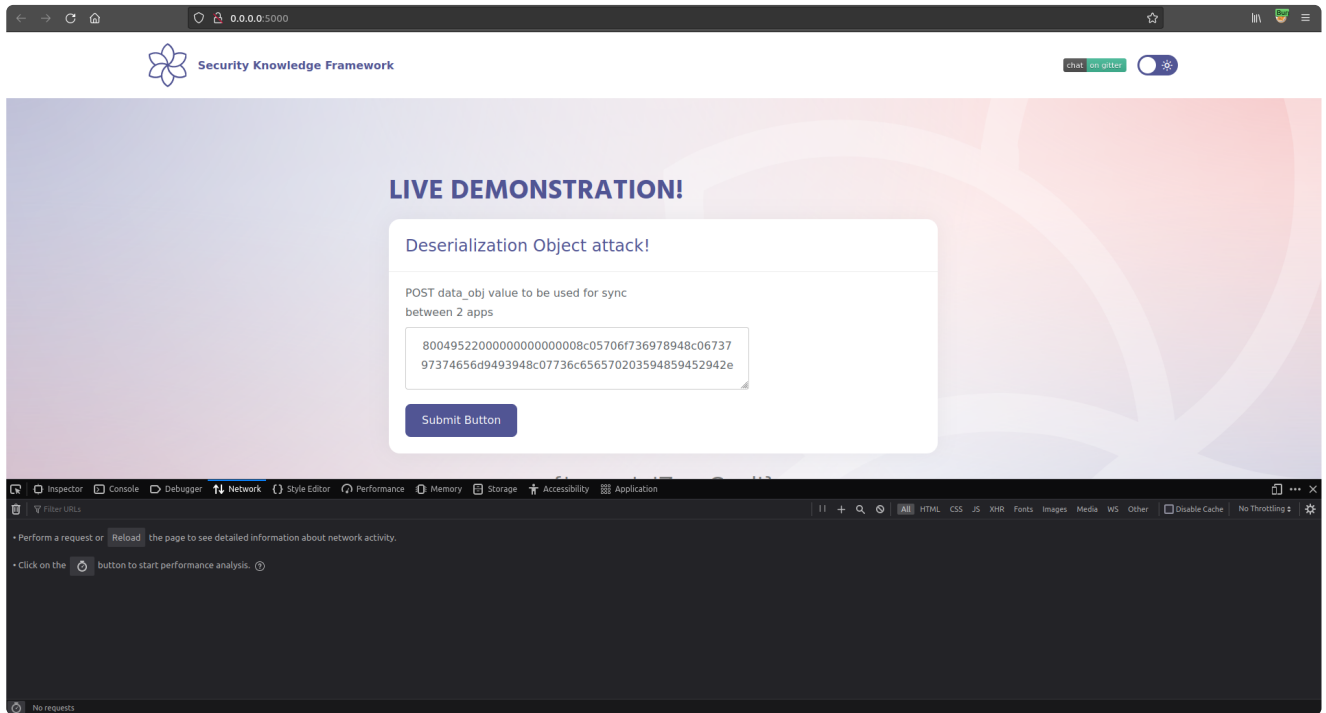 0.0.0.0:5000
Bur
Security Knowledge Framework
chat on gitter
LIVE DEMONSTRATION!
Deserialization Object attack!
POST data_obj value to be used for sync
between 2 apps
80049522000000000000008c05706f736978948c06737
97374656d9493948c07736c656570203594859452942e
Submit Button
Inspector Console Debugger Network Style Editor Performance Memory Storage Accessibility Application
Filter URLs
All HTML CSS JS XHR Fonts Images Media WS Other Disable Cache No Throttling
• Perform a request or Reload the page to see detailed information about network activity.
• Click on the button to start performance analysis.
No requests